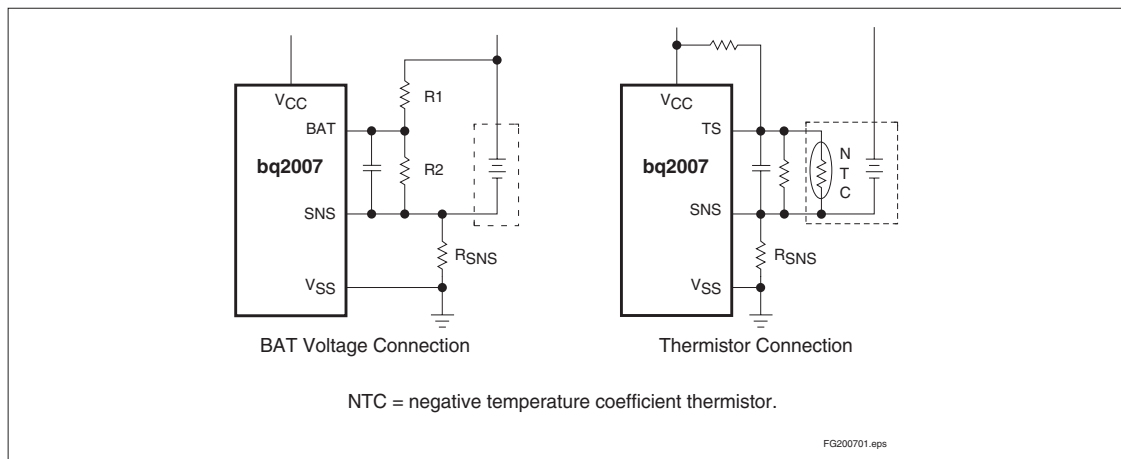 VCC
BAT
bq2007
SNS
VSS
R1
R2
RSNS
BAT Voltage Connection
VCC
TS
bq2007
SNS
VSS
N
T
C
RSNS
Thermistor Connection
NTC = negative temperature coefficient thermistor.
FG200701.eps